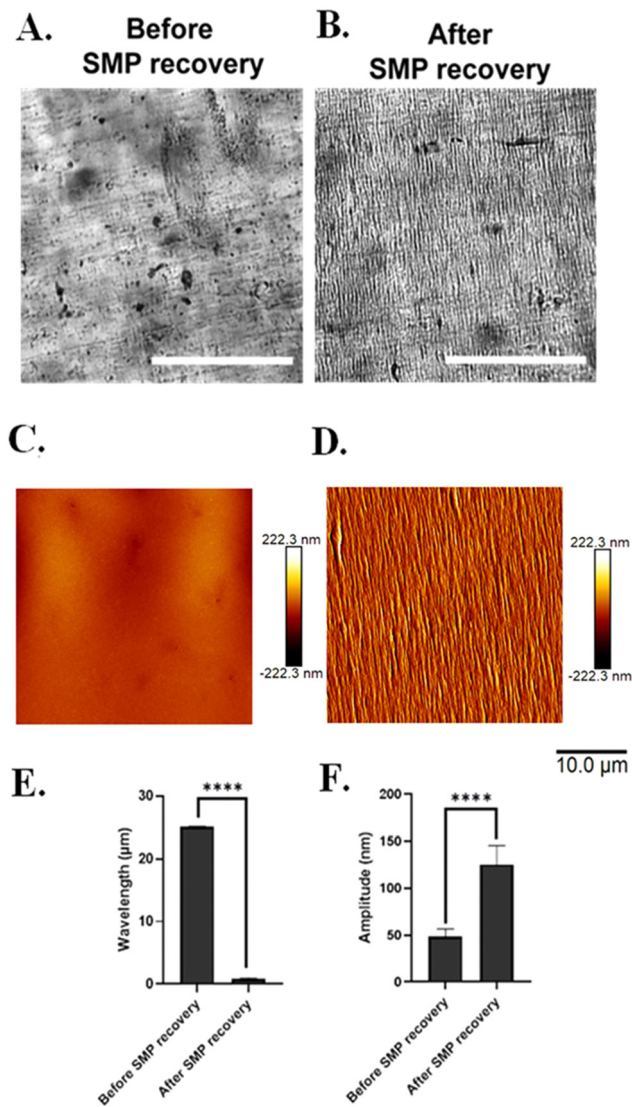 A.
Before
SMP recovery
B.
After
SMP recovery
C.
222.3 nm
-222.3 nm
D.
222.3 nm
-222.3 nm
10.0 µm
E.
****
30
20
10
0
Wavelength (µm)
Before SMP recovery
After SMP recovery
F.
****
200
150
100
50
0
Amplitude (nm)
Before SMP recovery
After SMP recovery